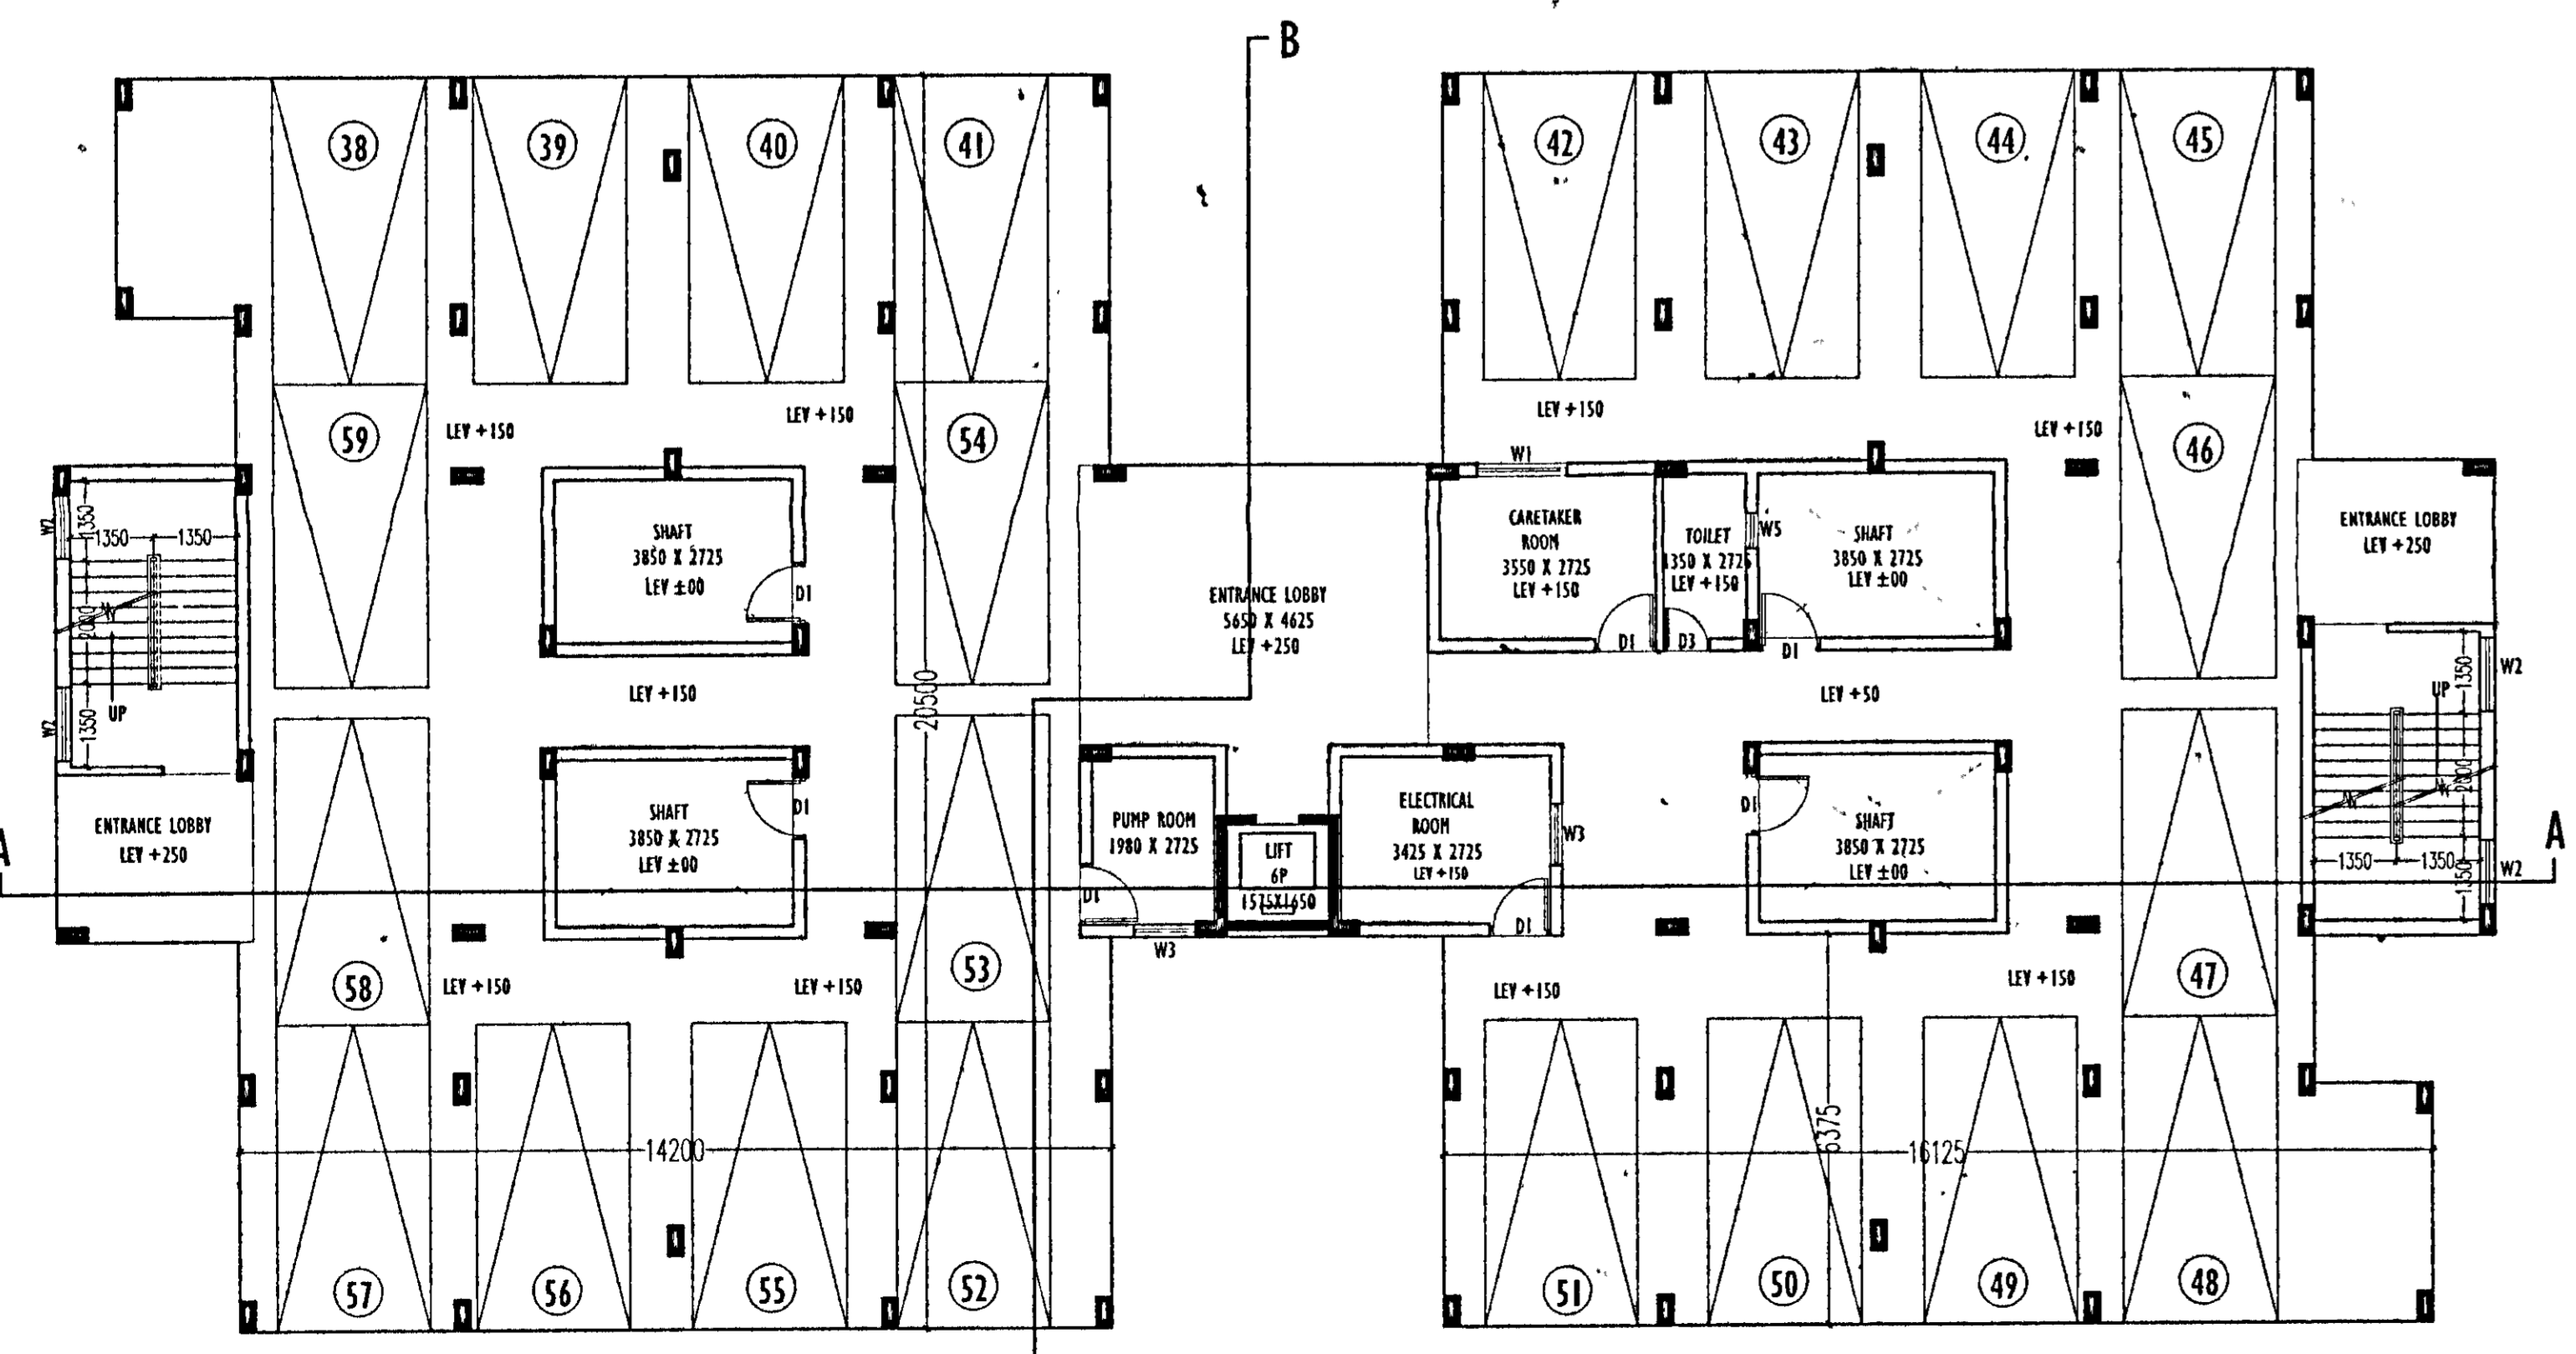 B
38
39
40
41
42
43
44
45
59
LEV +150
LEV +150
54
LEV +150
LEV +150
46
W2
1350
1350
1350
2000
UP
W2
1350
SHAFT
3850 X 2725
LEV ±00
D1
ENTRANCE LOBBY
5650 X 4625
LEV +250
W1
CARETAKER
ROOM
3550 X 2725
LEV +150
D1
TOILET
1350 X 2725
LEV +150
D3
W5
SHAFT
3850 X 2725
LEV ±00
D1
ENTRANCE LOBBY
LEV +250
LEV +150
20500
LEV +50
1350
UP
W2
2000
1350
1350
1350
W2
A
ENTRANCE LOBBY
LEV +250
SHAFT
3850 X 2725
LEV ±00
D1
PUMP ROOM
1980 X 2725
D1
W3
LIFT
6P
1575X1650
ELECTRICAL
ROOM
3425 X 2725
LEV +150
D1
W3
D1
SHAFT
3850 X 2725
LEV ±00
A
58
LEV +150
LEV +150
53
LEV +150
LEV +150
47
14200
6375
16125
57
56
55
52
51
50
49
48